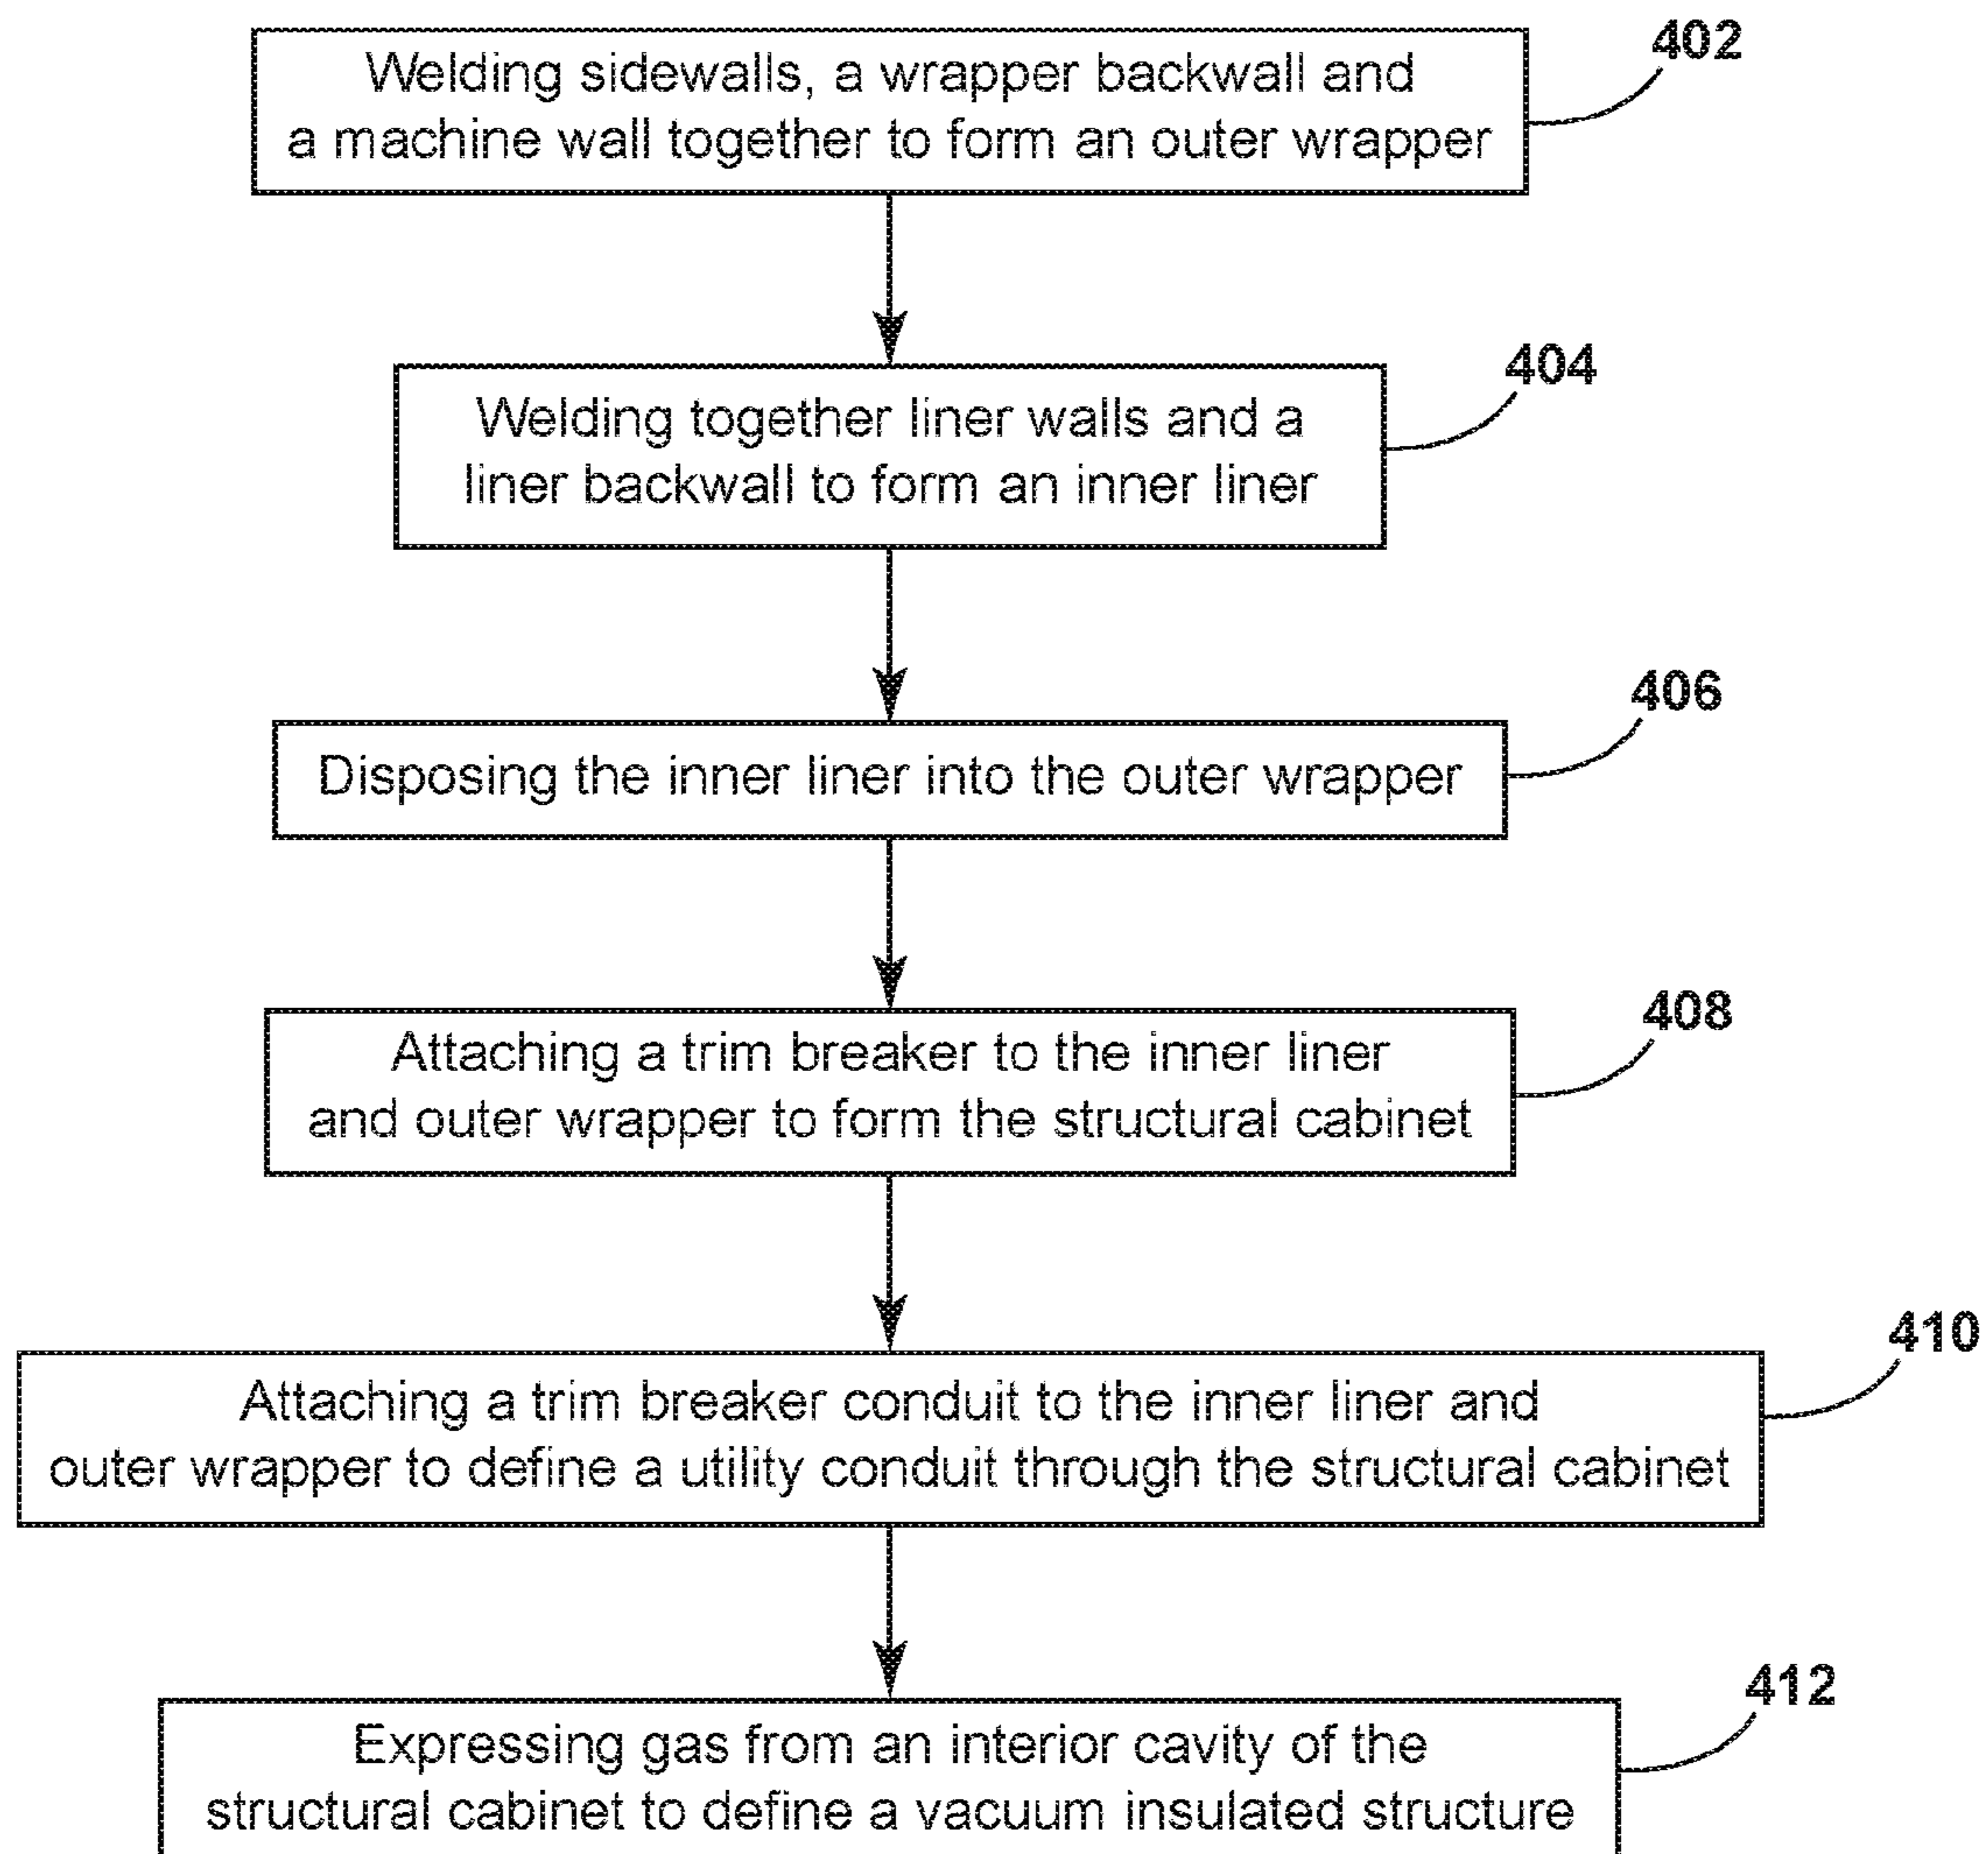 402
Welding sidewalls, a wrapper backwall and
a machine wall together to form an outer wrapper
404
Welding together liner walls and a
liner backwall to form an inner liner
406
Disposing the inner liner into the outer wrapper
408
Attaching a trim breaker to the inner liner
and outer wrapper to form the structural cabinet
410
Attaching a trim breaker conduit to the inner liner and
outer wrapper to define a utility conduit through the structural cabinet
412
Expressing gas from an interior cavity of the
structural cabinet to define a vacuum insulated structure